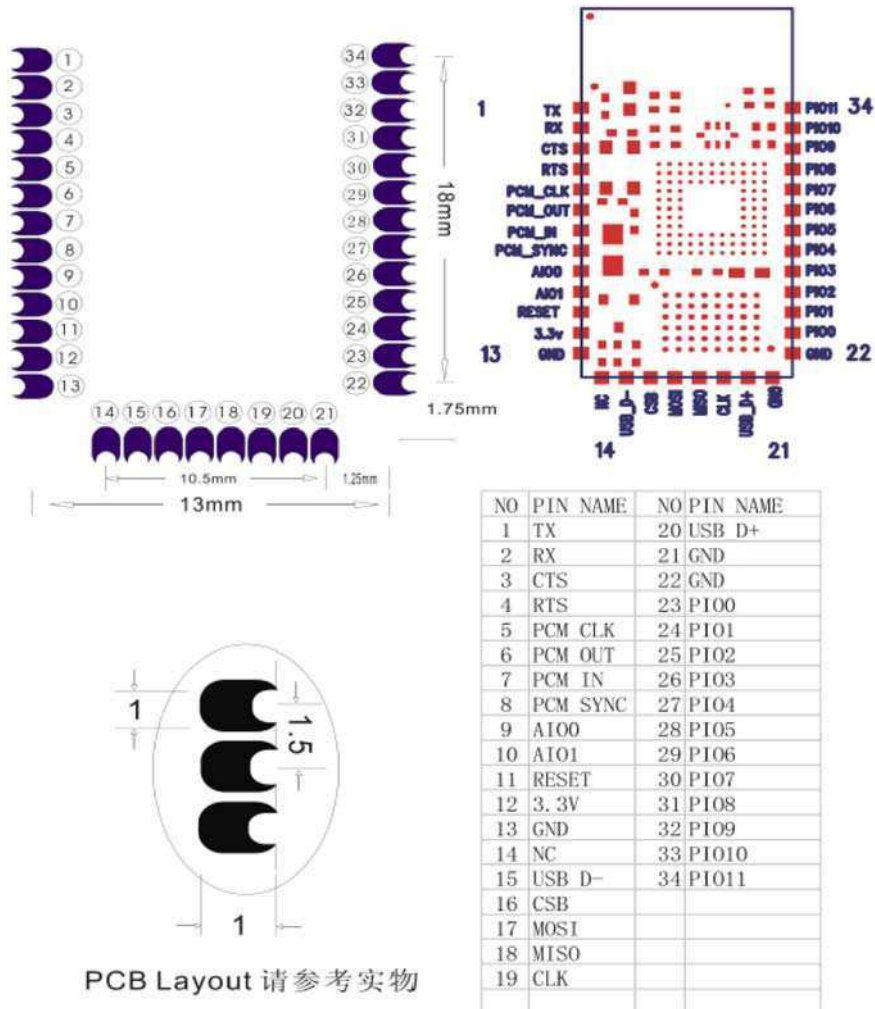 1
2
3
4
5
6
7
8
9
10
11
12
13
14
15
16
17
18
19
20
21
34
33
32
31
30
29
28
27
26
25
24
23
22
18mm
1.75mm
10.5mm
1.25mm
13mm
1
13
34
22
14
21
TX
RX
CTS
RTS
PCM_CLK
PCM_OUT
PCM_IN
PCM_SYNC
AIO0
AIO1
RESET
3.3v
GND
PIO11
PIO10
PIO9
PIO8
PIO7
PIO6
PIO5
PIO4
PIO3
PIO2
PIO1
PIO0
GND
NC
USB_D-
CSB
MOSI
MISO
CLK
USB_D+
GND
NO PIN NAME NO PIN NAME
1 TX 20 USB D+
2 RX 21 GND
3 CTS 22 GND
4 RTS 23 PIO0
5 PCM CLK 24 PIO1
6 PCM OUT 25 PIO2
7 PCM IN 26 PIO3
8 PCM SYNC 27 PIO4
9 AIO0 28 PIO5
10 AIO1 29 PIO6
11 RESET 30 PIO7
12 3.3V 31 PIO8
13 GND 32 PIO9
14 NC 33 PIO10
15 USB D- 34 PIO11
16 CSB
17 MOSI
18 MISO
19 CLK
1
1.5
1
PCB Layout 请参考实物